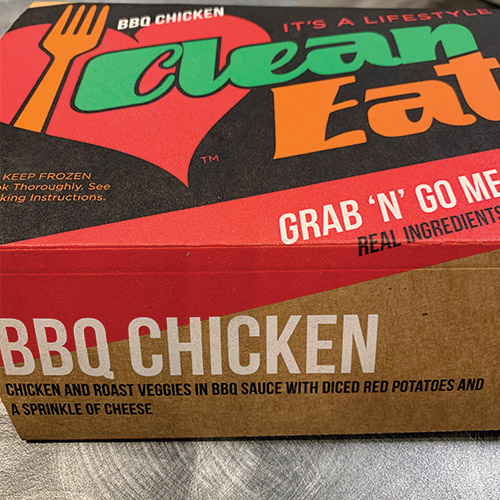 BBQ CHICKEN
IT'S A LIFESTYLE
Clean
Eat
TM
KEEP FROZEN
Thoroughly. See
Instructions.
GRAB 'N' GO
REAL INGREDIENTS
BBQ CHICKEN
CHICKEN AND ROAST VEGGIES IN BBQ SAUCE WITH DICED RED POTATOES AND
A SPRINKLE OF CHEESE